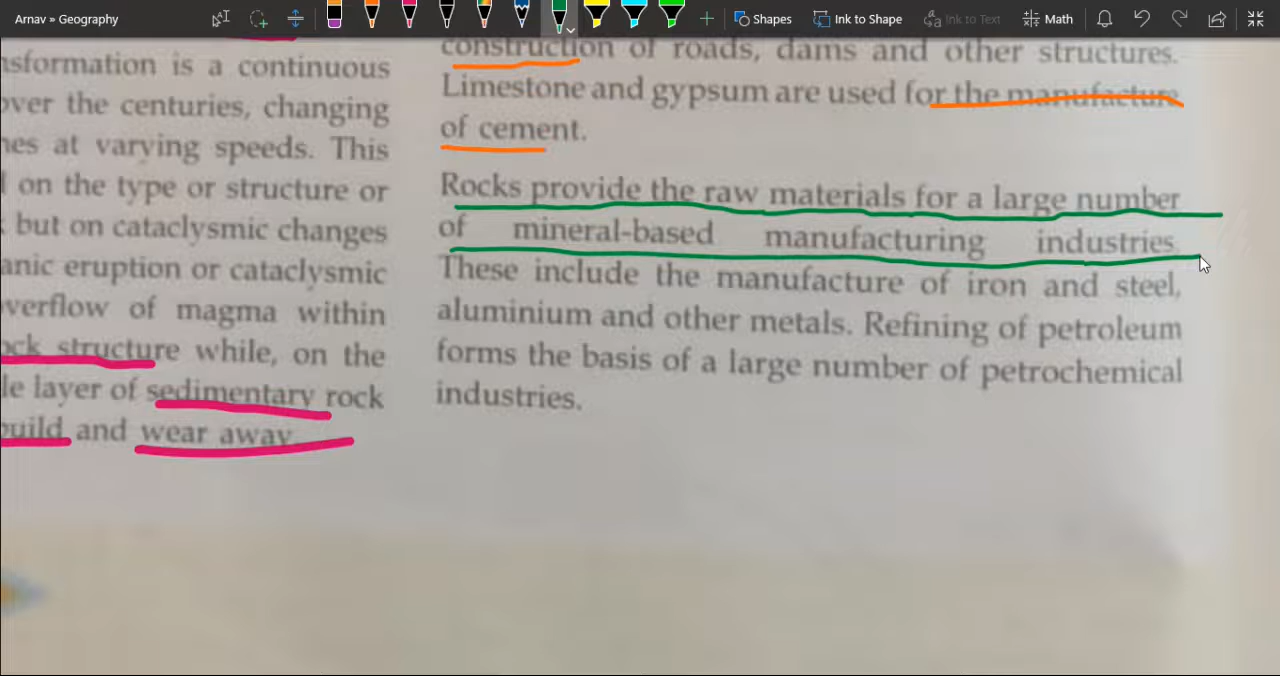 Arnav » Geography
Shapes
Ink to Shape
Ink to Text
Math
nsformation is a continuous
over the centuries, changing
nes at varying speeds. This
on the type or structure or
but on cataclysmic changes
anic eruption or cataclysmic
overflow of magma within
ock structure while, on the
le layer of sedimentary rock
build and wear away
construction of roads, dams and other structures.
Limestone and gypsum are used for the manufacture
of cement.
Rocks provide the raw materials for a large number
of mineral-based manufacturing industries.
These include the manufacture of iron and steel,
aluminium and other metals. Refining of petroleum
forms the basis of a large number of petrochemical
industries.